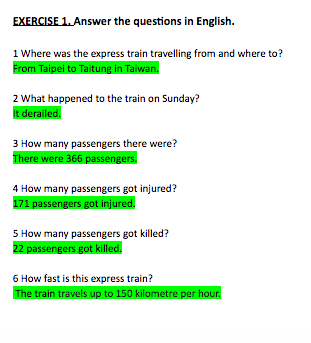 EXERCISE 1. Answer the questions in English.
1 Where was the express train travelling from and where to?
From Taipei to Taitung in Taiwan.
2 What happened to the train on Sunday?
It derailed.
3 How many passengers there were?
There were 366 passengers.
4 How many passengers got injured?
171 passengers got injured.
5 How many passengers got killed?
22 passengers got killed.
6 How fast is this express train?
The train travels up to 150 kilometre per hour.